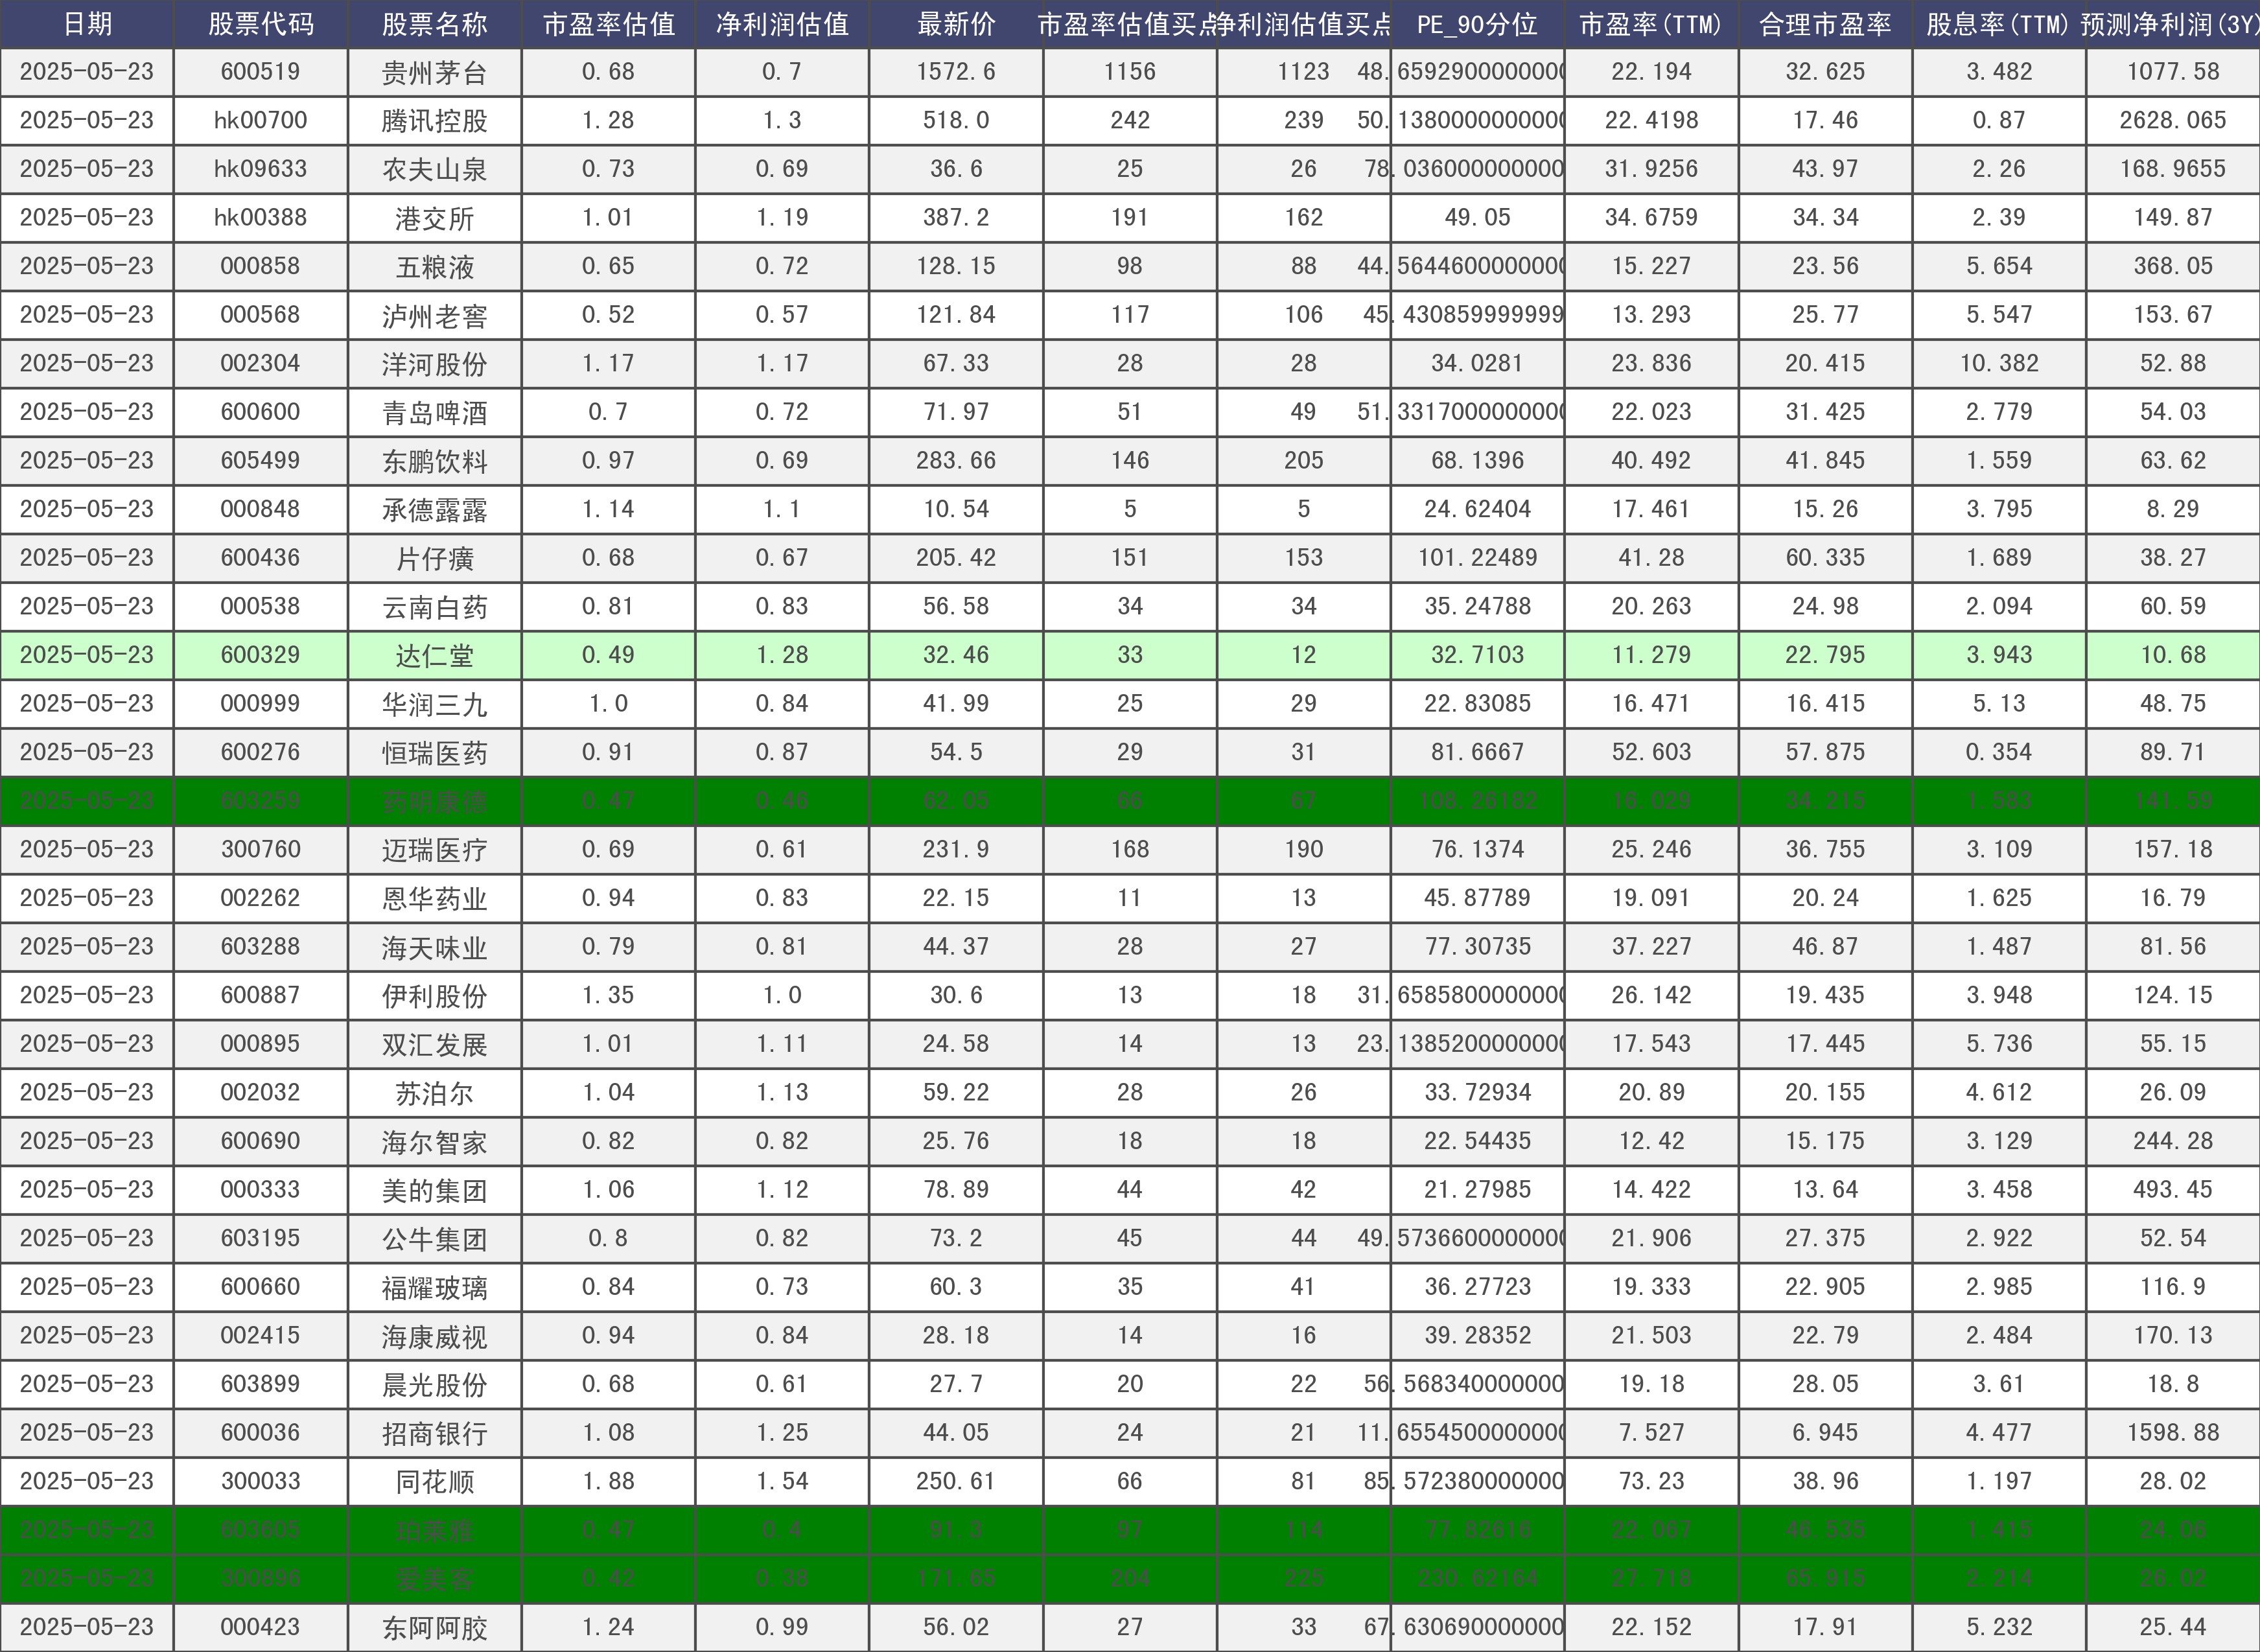 日期 股票代码 股票名称 市盈率估值 净利润估值 最新价 市盈率估值买点 净利润估值买点 PE_90分位 市盈率(TTM) 合理市盈率 股息率(TTM) 预测净利润(3Y)
2025-05-23 600519 贵州茅台 0.68 0.7 1572.6 1156 1123 48.6592900000000 22.194 32.625 3.482 1077.58
2025-05-23 hk00700 腾讯控股 1.28 1.3 518.0 242 239 50.1380000000000 22.4198 17.46 0.87 2628.065
2025-05-23 hk09633 农夫山泉 0.73 0.69 36.6 25 26 78.036000000000 31.9256 43.97 2.26 168.9655
2025-05-23 hk00388 港交所 1.01 1.19 387.2 191 162 49.05 34.6759 34.34 2.39 149.87
2025-05-23 000858 五粮液 0.65 0.72 128.15 98 88 44.5644600000000 15.227 23.56 5.654 368.05
2025-05-23 000568 泸州老窖 0.52 0.57 121.84 117 106 45.430859999999 13.293 25.77 5.547 153.67
2025-05-23 002304 洋河股份 1.17 1.17 67.33 28 28 34.0281 23.836 20.415 10.382 52.88
2025-05-23 600600 青岛啤酒 0.7 0.72 71.97 51 49 51.3317000000000 22.023 31.425 2.779 54.03
2025-05-23 605499 东鹏饮料 0.97 0.69 283.66 146 205 68.1396 40.492 41.845 1.559 63.62
2025-05-23 000848 承德露露 1.14 1.1 10.54 5 5 24.62404 17.461 15.26 3.795 8.29
2025-05-23 600436 片仔癀 0.68 0.67 205.42 151 153 101.22489 41.28 60.335 1.689 38.27
2025-05-23 000538 云南白药 0.81 0.83 56.58 34 34 35.24788 20.263 24.98 2.094 60.59
2025-05-23 600329 达仁堂 0.49 1.28 32.46 33 12 32.7103 11.279 22.795 3.943 10.68
2025-05-23 000999 华润三九 1.0 0.84 41.99 25 29 22.83085 16.471 16.415 5.13 48.75
2025-05-23 600276 恒瑞医药 0.91 0.87 54.5 29 31 81.6667 52.603 57.875 0.354 89.71
2025-05-23 603259 药明康德 0.47 0.46 62.05 66 67 108.26182 16.029 34.215 1.583 141.59
2025-05-23 300760 迈瑞医疗 0.69 0.61 231.9 168 190 76.1374 25.246 36.755 3.109 157.18
2025-05-23 002262 恩华药业 0.94 0.83 22.15 11 13 45.87789 19.091 20.24 1.625 16.79
2025-05-23 603288 海天味业 0.79 0.81 44.37 28 27 77.30735 37.227 46.87 1.487 81.56
2025-05-23 600887 伊利股份 1.35 1.0 30.6 13 18 31.6585800000000 26.142 19.435 3.948 124.15
2025-05-23 000895 双汇发展 1.01 1.11 24.58 14 13 23.1385200000000 17.543 17.445 5.736 55.15
2025-05-23 002032 苏泊尔 1.04 1.13 59.22 28 26 33.72934 20.89 20.155 4.612 26.09
2025-05-23 600690 海尔智家 0.82 0.82 25.76 18 18 22.54435 12.42 15.175 3.129 244.28
2025-05-23 000333 美的集团 1.06 1.12 78.89 44 42 21.27985 14.422 13.64 3.458 493.45
2025-05-23 603195 公牛集团 0.8 0.82 73.2 45 44 49.5736600000000 21.906 27.375 2.922 52.54
2025-05-23 600660 福耀玻璃 0.84 0.73 60.3 35 41 36.27723 19.333 22.905 2.985 116.9
2025-05-23 002415 海康威视 0.94 0.84 28.18 14 16 39.28352 21.503 22.79 2.484 170.13
2025-05-23 603899 晨光股份 0.68 0.61 27.7 20 22 56.568340000000 19.18 28.05 3.61 18.8
2025-05-23 600036 招商银行 1.08 1.25 44.05 24 21 11.6554500000000 7.527 6.945 4.477 1598.88
2025-05-23 300033 同花顺 1.88 1.54 250.61 66 81 85.572380000000 73.23 38.96 1.197 28.02
2025-05-23 603605 珀莱雅 0.47 0.4 91.3 97 114 77.82616 22.067 46.535 1.415 24.06
2025-05-23 300896 爱美客 0.42 0.38 171.65 204 225 230.62164 27.718 65.915 2.214 26.02
2025-05-23 000423 东阿阿胶 1.24 0.99 56.02 27 33 67.630690000000 22.152 17.91 5.232 25.44